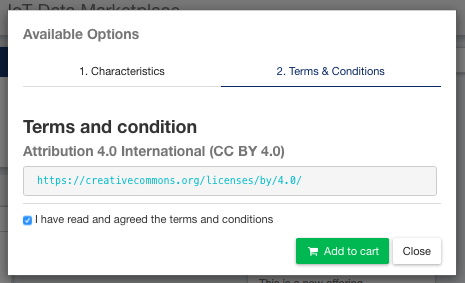 IoT Data Marketplace
Available Options
1. Characteristics
2. Terms & Conditions
Terms and condition
Attribution 4.0 International (CC BY 4.0)
https://creativecommons.org/licenses/by/4.0/
I have read and agreed the terms and conditions
Add to cart
Close
This is a new offering